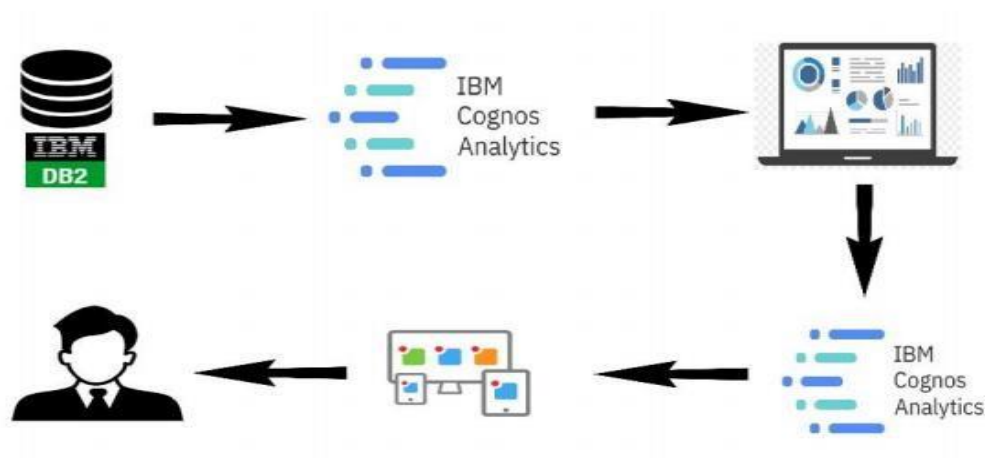 IBM
DB2
IBM
Cognos
Analytics
IBM
Cognos
Analytics